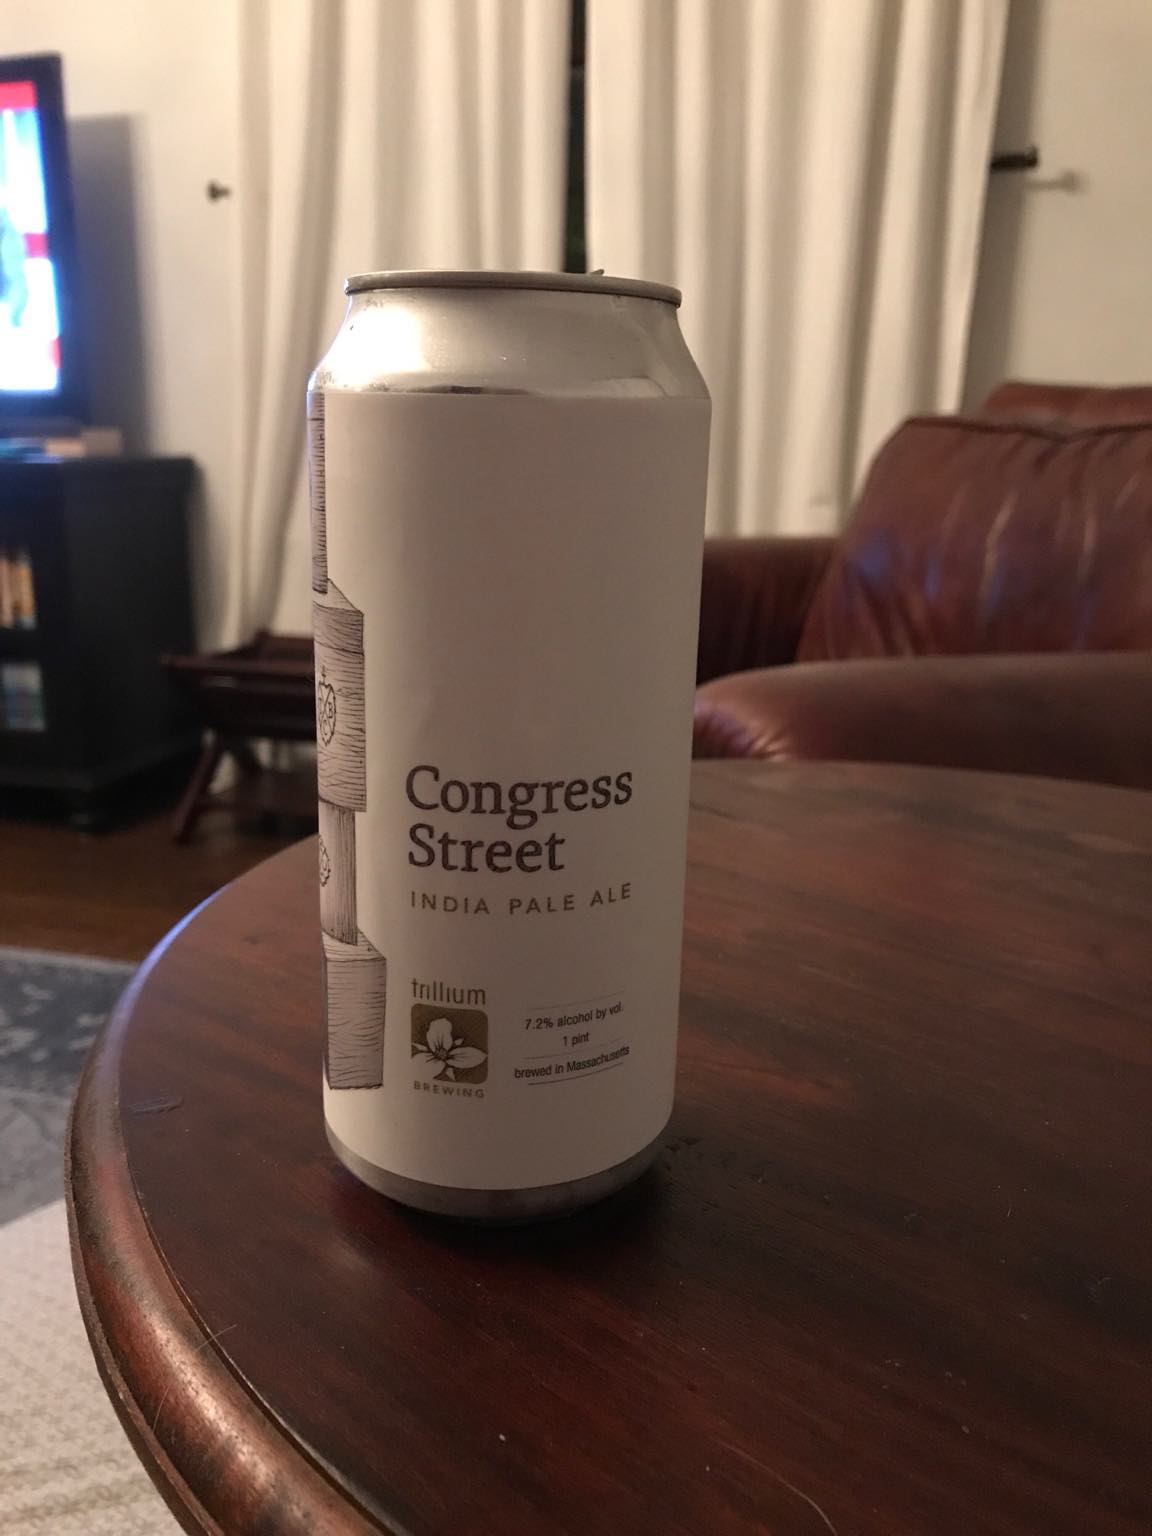 Congress
Street
INDIA PALE ALE
trillium
BREWING
7.2% alcohol by vol.
1 pint
brewed in Massachusetts